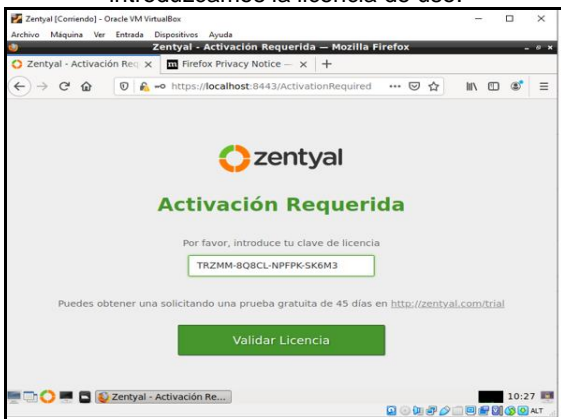 Zentyal [Corriendo] - Oracle VM VirtualBox
Archivo Máquina Ver Entrada Dispositivos Ayuda
Zentyal - Activación Requerida — Mozilla Firefox
Zentyal - Activación Req
Firefox Privacy Notice —
https://localhost:8443/ActivationRequired
zentyal
Activación Requerida
Por favor, introduce tu clave de licencia
TRZMM-8Q8CL-NPFPK-SK6M3
Puedes obtener una solicitando una prueba gratuita de 45 días en http://zentyal.com/trial
Validar Licencia
Zentyal - Activación Re...
10:27
ALT